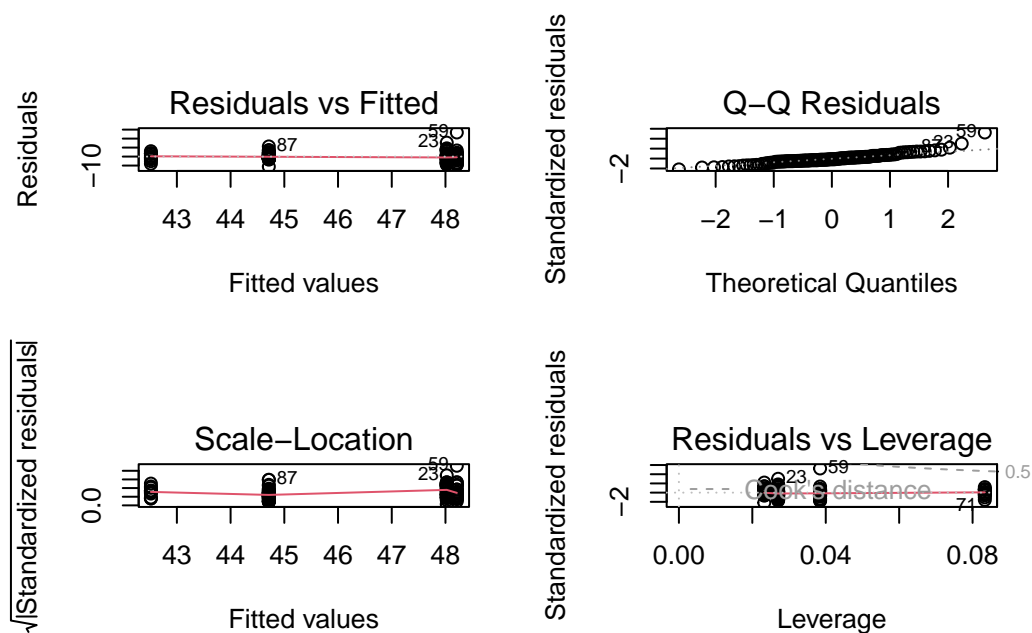 Residuals vs Fitted
Residuals
−10
59
23
87
43 44 45 46 47 48
Fitted values
Q−Q Residuals
Standardized residuals
−2
59
23
87
−2 −1 0 1 2
Theoretical Quantiles
Scale−Location
√|Standardized residuals|
0.0
59
23
87
43 44 45 46 47 48
Fitted values
Residuals vs Leverage
Standardized residuals
−2
59
23
71
Cook's distance
0.5
0.00 0.04 0.08
Leverage